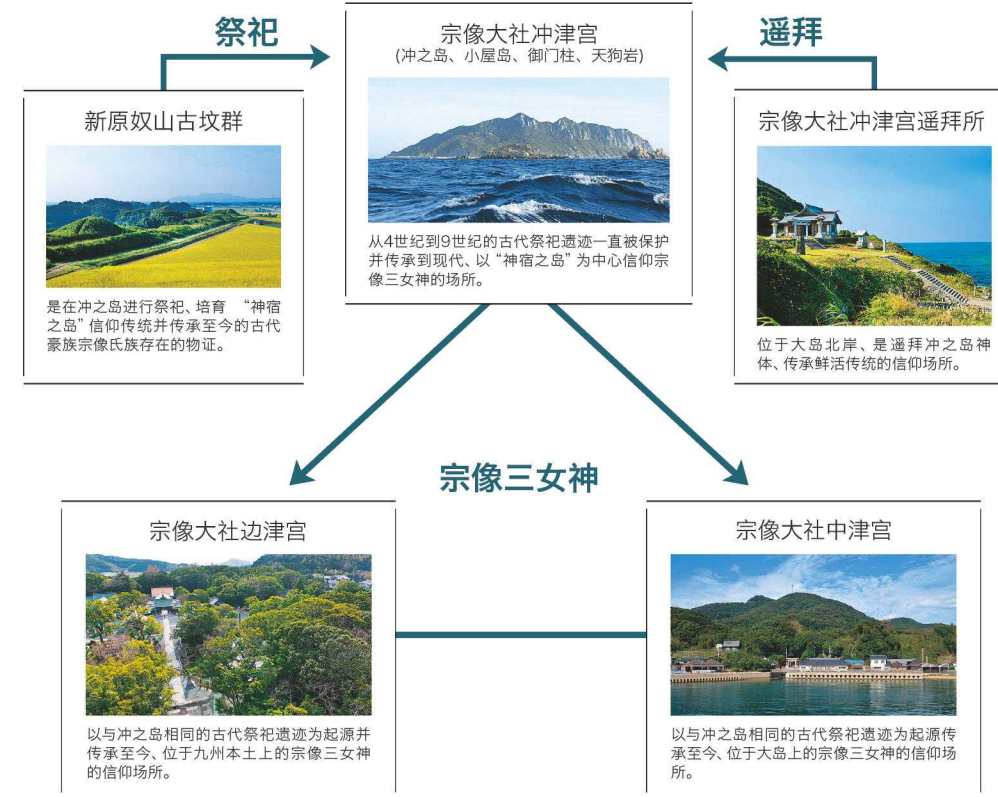 祭祀
宗像大社冲津宫
(冲之岛、小屋岛、御门柱、天狗岩)
遥拜
新原奴山古坟群
宗像大社冲津宫遥拜所
从4世纪到9世纪的古代祭祀遗迹一直被保护
并传承到现代、以“神宿之岛”为中心信仰宗
像三女神的场所。
是在冲之岛进行祭祀、培育 “神宿
之岛”信仰传统并传承至今的古代
豪族宗像氏族存在的物证。
位于大岛北岸、是遥拜冲之岛神
体、传承鲜活传统的信仰场所。
宗像三女神
宗像大社边津宫
宗像大社中津宫
以与冲之岛相同的古代祭祀遗迹为起源并
传承至今、位于九州本土上的宗像三女神
的信仰场所。
以与冲之岛相同的古代祭祀遗迹为起源传
承至今、位于大岛上的宗像三女神的信仰场
所。